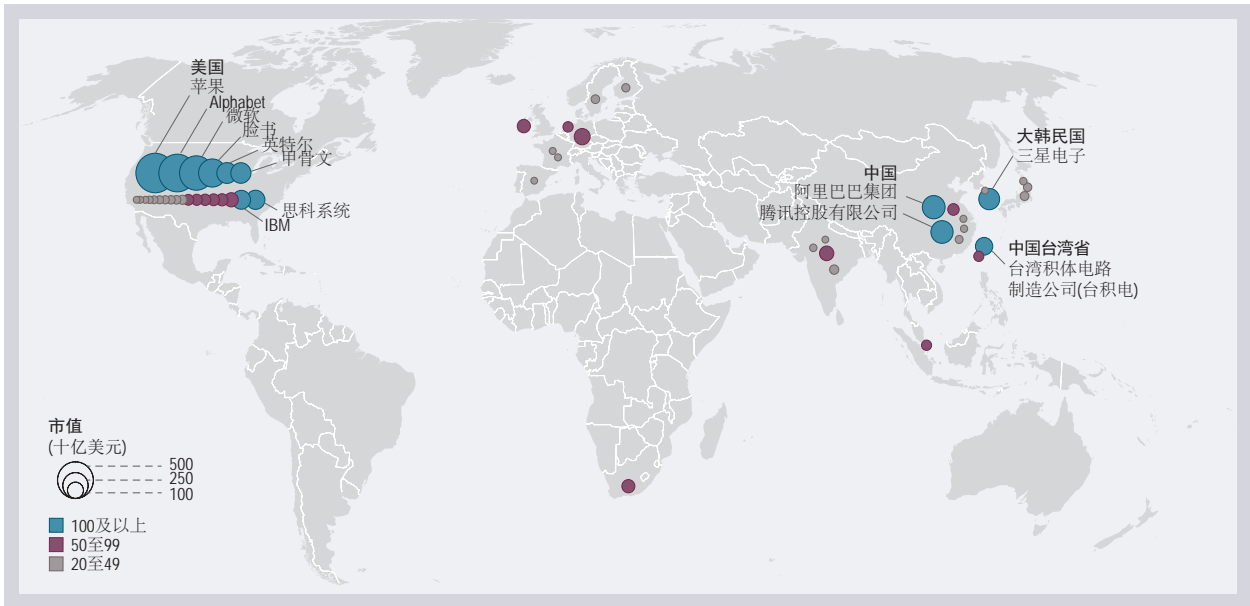 美国
苹果
Alphabet
微软
脸书
英特尔
甲骨文
思科系统
IBM
大韩民国
三星电子
中国
阿里巴巴集团
腾讯控股有限公司
中国台湾省
台湾积体电路
制造公司(台积电)
市值
(十亿美元)
500
250
100
100及以上
50至99
20至49